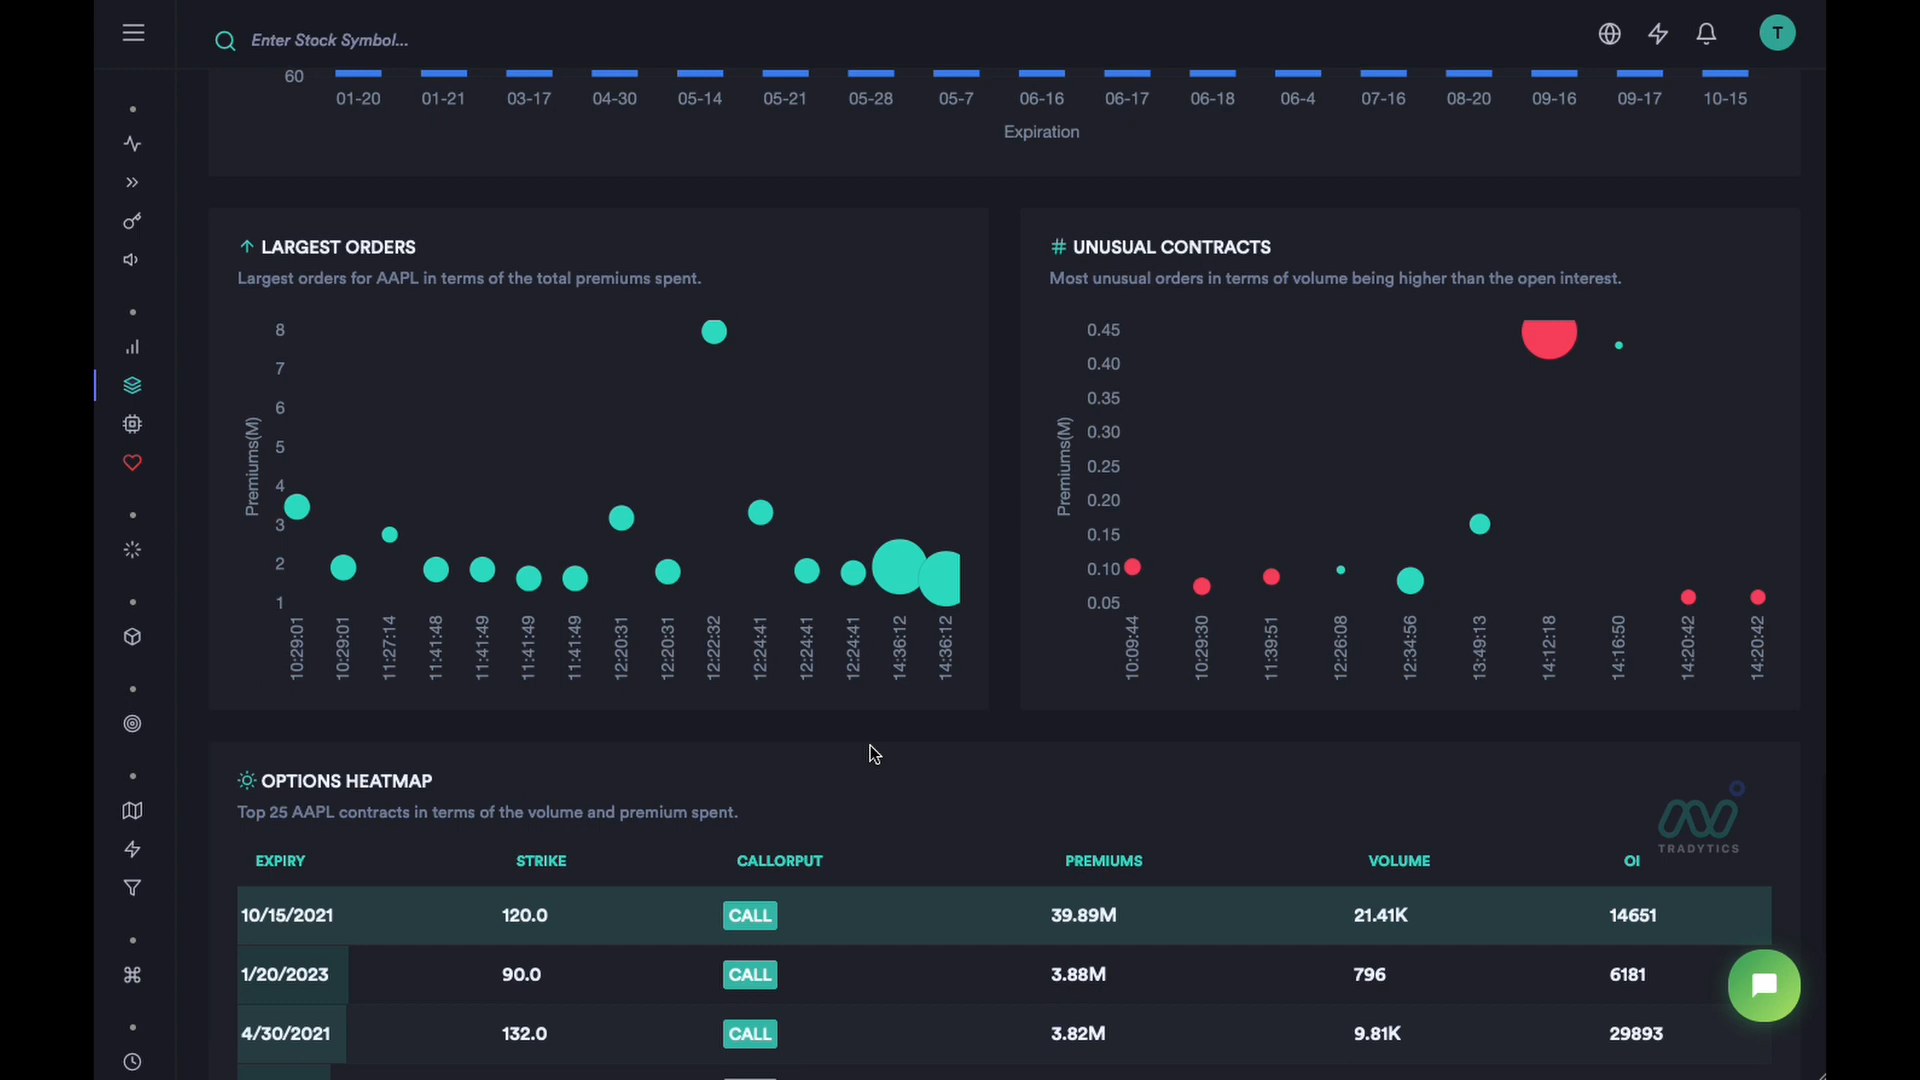 Enter Stock Symbol...
T
60
01-20 01-21 03-17 04-30 05-14 05-21 05-28 05-7 06-16 06-17 06-18 06-4 07-16 08-20 09-16 09-17 10-15
Expiration
LARGEST ORDERS
Largest orders for AAPL in terms of the total premiums spent.
Premiums(M)
8
7
6
5
4
3
2
1
10:29:01 10:29:01 11:27:14 11:41:48 11:41:49 11:41:49 11:41:49 12:20:31 12:20:31 12:22:32 12:24:41 12:24:41 12:24:41 14:36:12 14:36:12
# UNUSUAL CONTRACTS
Most unusual orders in terms of volume being higher than the open interest.
Premiums(M)
0.45
0.40
0.35
0.30
0.25
0.20
0.15
0.10
0.05
10:09:44 10:29:30 11:39:51 12:26:08 12:34:56 13:49:13 14:12:18 14:16:50 14:20:42 14:20:42
OPTIONS HEATMAP
Top 25 AAPL contracts in terms of the volume and premium spent.
TRADYTICS
EXPIRY STRIKE CALLORPUT PREMIUMS VOLUME OI
10/15/2021 120.0 CALL 39.89M 21.41K 14651
1/20/2023 90.0 CALL 3.88M 796 6181
4/30/2021 132.0 CALL 3.82M 9.81K 29893